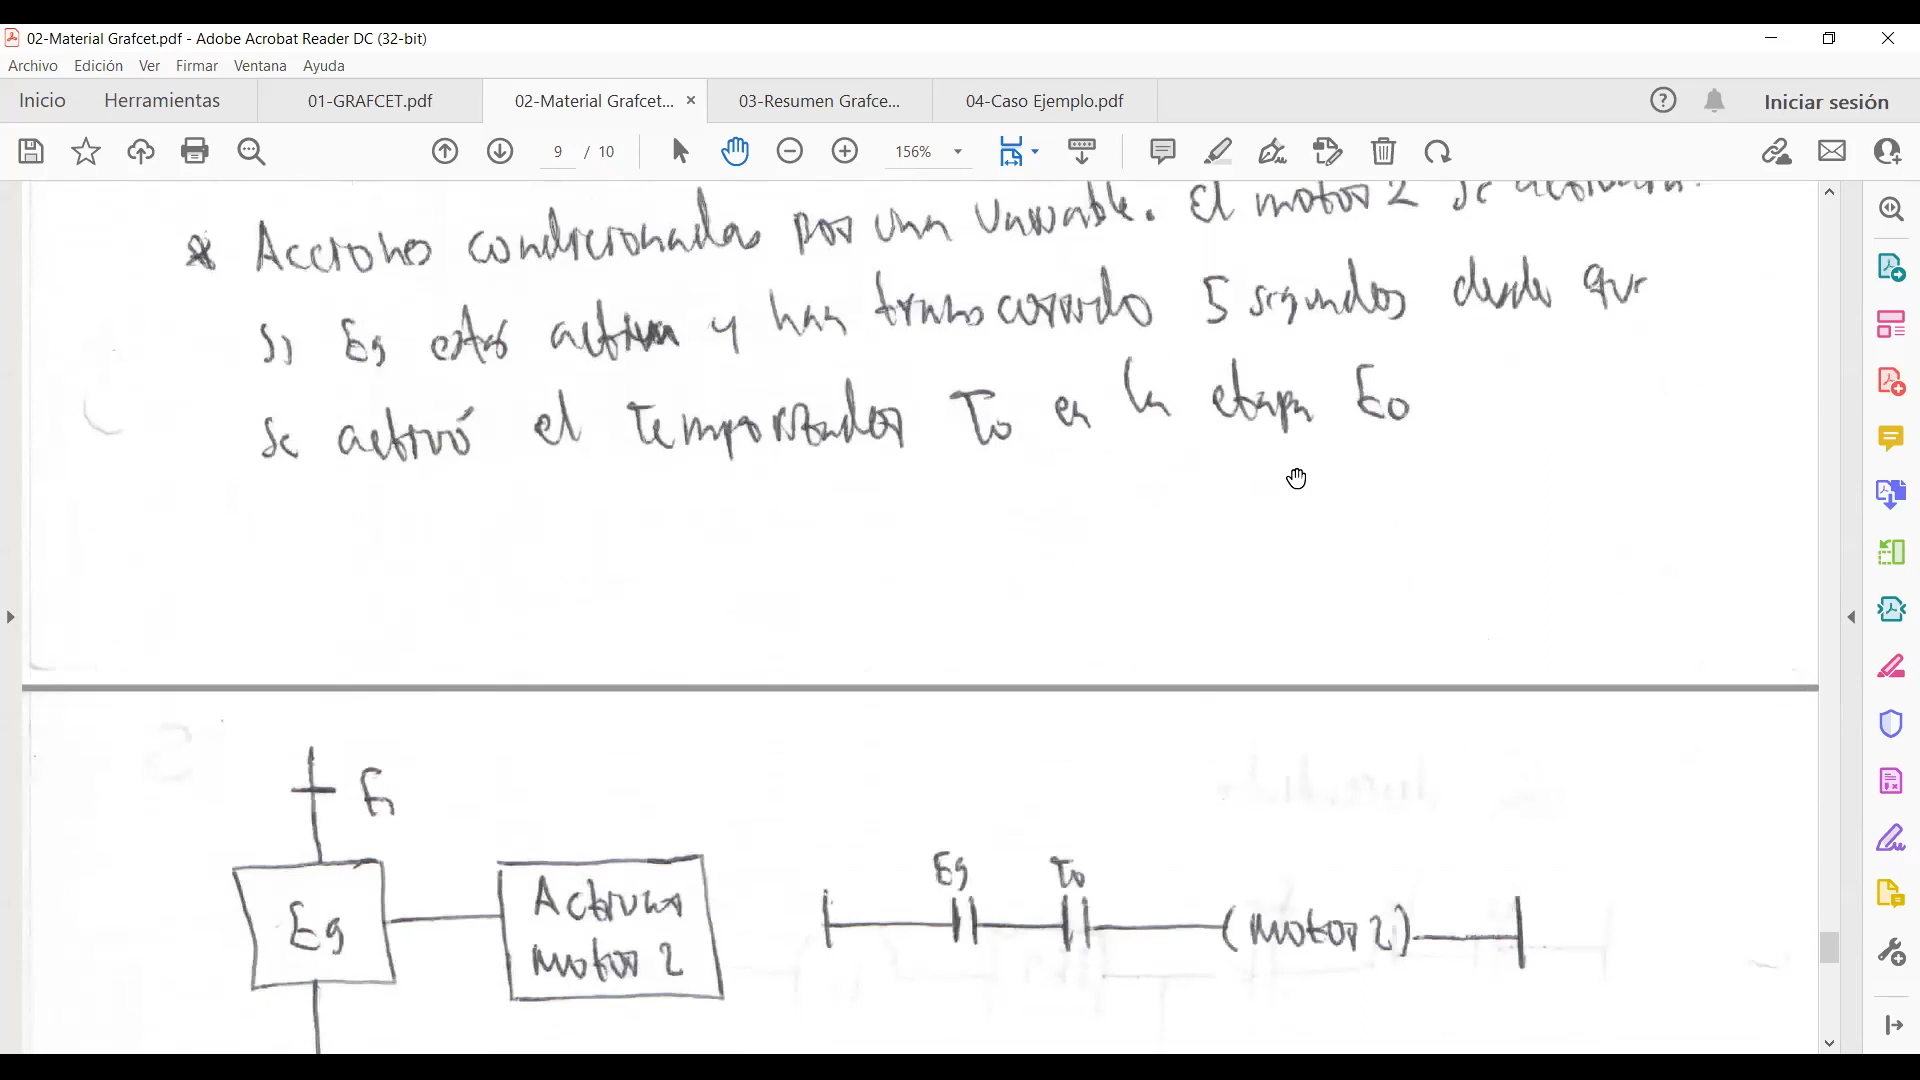 02-Material Grafcet.pdf - Adobe Acrobat Reader DC (32-bit)
Archivo Edición Ver Firmar Ventana Ayuda
Inicio Herramientas 01-GRAFCET.pdf 02-Material Grafcet... × 03-Resumen Grafce... 04-Caso Ejemplo.pdf Iniciar sesión
9 / 10 156%
* Acciones condicionadas por una variable. El motor 2 se activará
si E9 está activa y han transcurrido 5 segundos desde que
se activó el temporizador T0 en la etapa E0
E9 Activar motor 2
E9 T0 (motor 2)